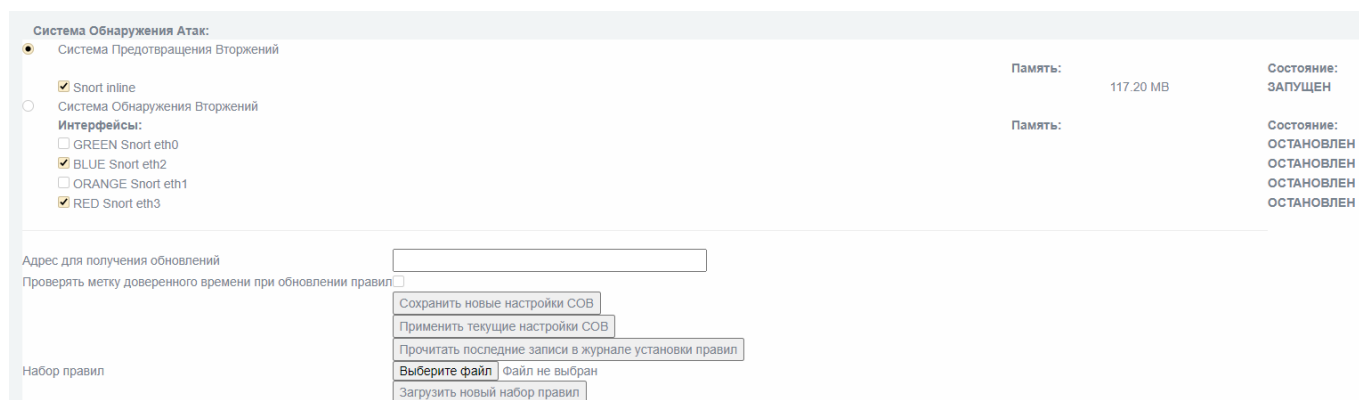 Система Обнаружения Атак:
Система Предотвращения Вторжений
Память: Состояние:
Snort inline 117.20 MB ЗАПУЩЕН
Система Обнаружения Вторжений
Интерфейсы: Память: Состояние:
GREEN Snort eth0 ОСТАНОВЛЕН
BLUE Snort eth2 ОСТАНОВЛЕН
ORANGE Snort eth1 ОСТАНОВЛЕН
RED Snort eth3 ОСТАНОВЛЕН
Адрес для получения обновлений
Проверять метку доверенного времени при обновлении правил
Сохранить новые настройки СОВ
Применить текущие настройки СОВ
Прочитать последние записи в журнале установки правил
Набор правил Выберите файл Файл не выбран
Загрузить новый набор правил